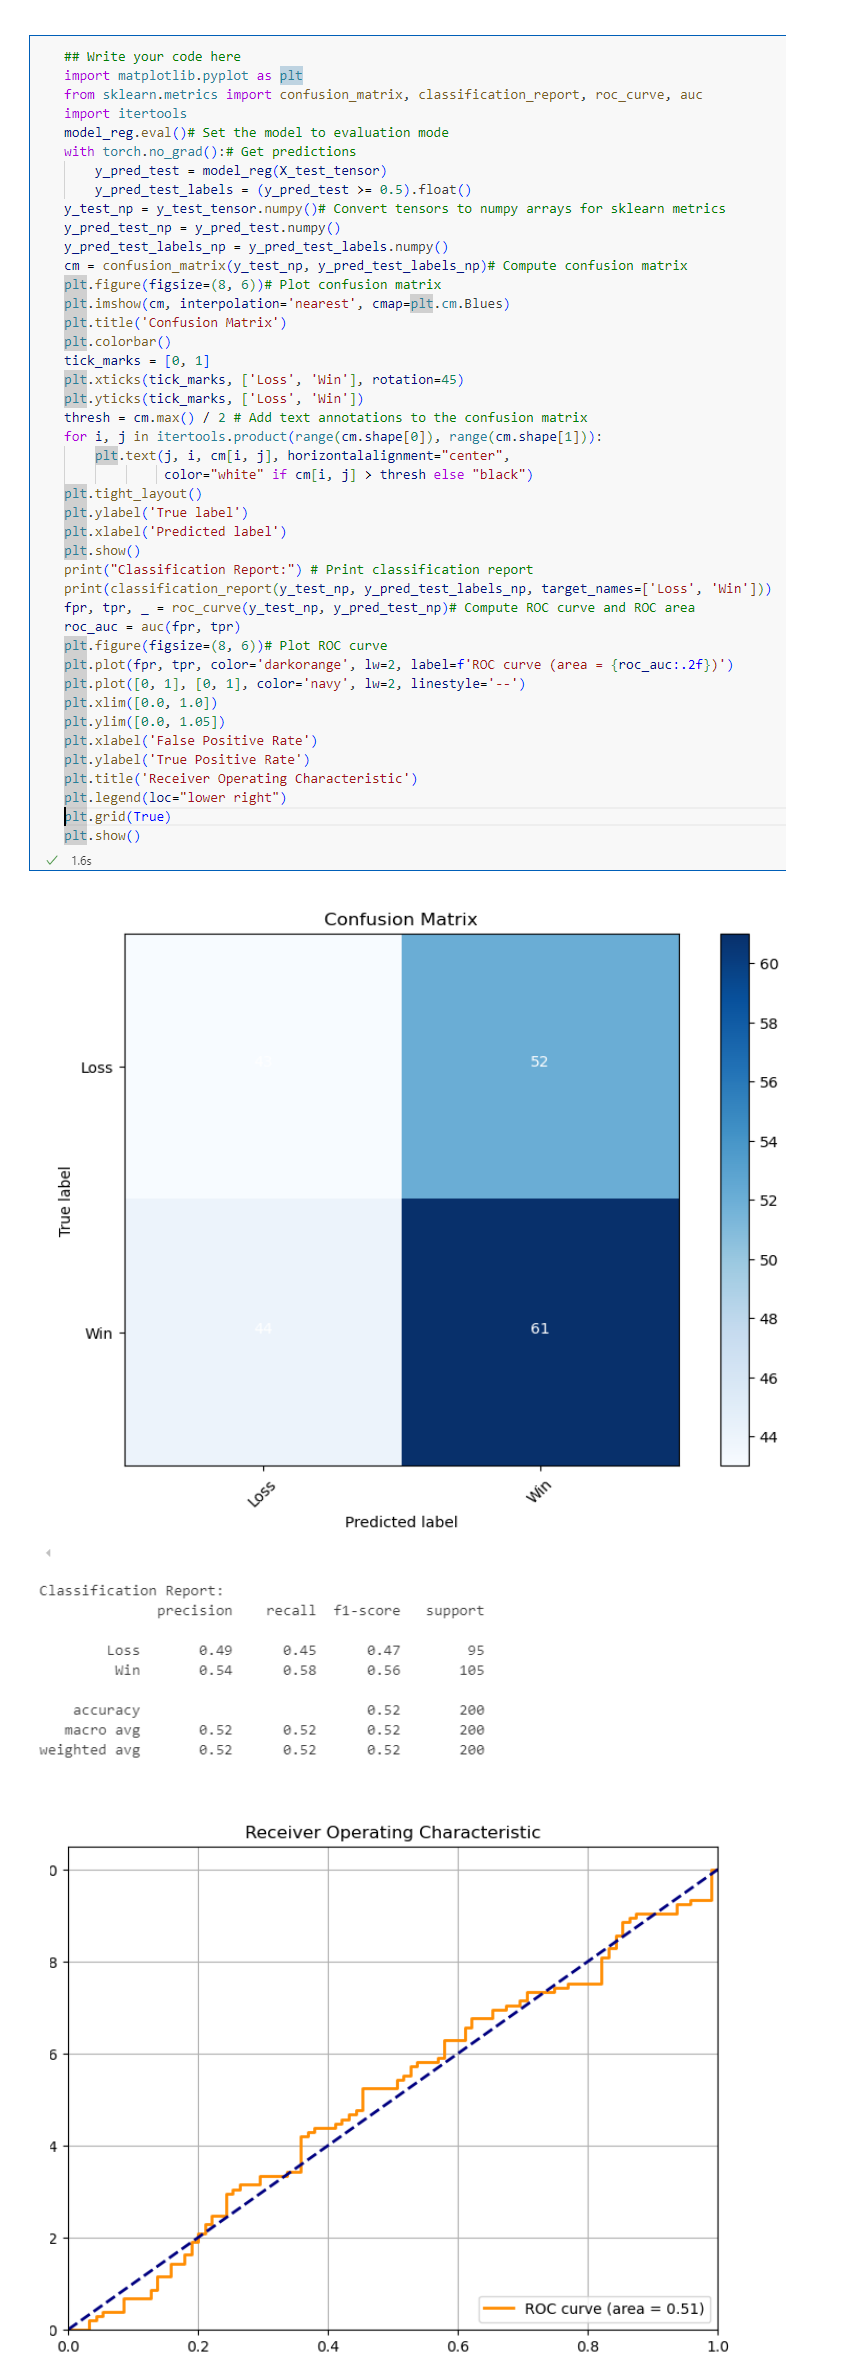 ## Write your code here
import matplotlib.pyplot as plt
from sklearn.metrics import confusion_matrix, classification_report, roc_curve, auc
import itertools
model_reg.eval()# Set the model to evaluation mode
with torch.no_grad():# Get predictions
    y_pred_test = model_reg(X_test_tensor)
    y_pred_test_labels = (y_pred_test >= 0.5).float()
y_test_np = y_test_tensor.numpy()# Convert tensors to numpy arrays for sklearn metrics
y_pred_test_np = y_pred_test.numpy()
y_pred_test_labels_np = y_pred_test_labels.numpy()
cm = confusion_matrix(y_test_np, y_pred_test_labels_np)# Compute confusion matrix
plt.figure(figsize=(8, 6))# Plot confusion matrix
plt.imshow(cm, interpolation='nearest', cmap=plt.cm.Blues)
plt.title('Confusion Matrix')
plt.colorbar()
tick_marks = [0, 1]
plt.xticks(tick_marks, ['Loss', 'Win'], rotation=45)
plt.yticks(tick_marks, ['Loss', 'Win'])
thresh = cm.max() / 2 # Add text annotations to the confusion matrix
for i, j in itertools.product(range(cm.shape[0]), range(cm.shape[1])):
    plt.text(j, i, cm[i, j], horizontalalignment="center",
             color="white" if cm[i, j] > thresh else "black")
plt.tight_layout()
plt.ylabel('True label')
plt.xlabel('Predicted label')
plt.show()
print("Classification Report:") # Print classification report
print(classification_report(y_test_np, y_pred_test_labels_np, target_names=['Loss', 'Win']))
fpr, tpr, _ = roc_curve(y_test_np, y_pred_test_np)# Compute ROC curve and ROC area
roc_auc = auc(fpr, tpr)
plt.figure(figsize=(8, 6))# Plot ROC curve
plt.plot(fpr, tpr, color='darkorange', lw=2, label=f'ROC curve (area = {roc_auc:.2f})')
plt.plot([0, 1], [0, 1], color='navy', lw=2, linestyle='--')
plt.xlim([0.0, 1.0])
plt.ylim([0.0, 1.05])
plt.xlabel('False Positive Rate')
plt.ylabel('True Positive Rate')
plt.title('Receiver Operating Characteristic')
plt.legend(loc="lower right")
plt.grid(True)
plt.show()
1.6s
Confusion Matrix
60
58
56
54
52
50
48
46
44
Loss
43 52
True label
Win
44 61
Loss Win
Predicted label
Classification Report:
precision recall f1-score support
Loss 0.49 0.45 0.47 95
Win 0.54 0.58 0.56 105
accuracy 0.52 200
macro avg 0.52 0.52 0.52 200
weighted avg 0.52 0.52 0.52 200
Receiver Operating Characteristic
0
8
6
4
2
0
ROC curve (area = 0.51)
0.0 0.2 0.4 0.6 0.8 1.0